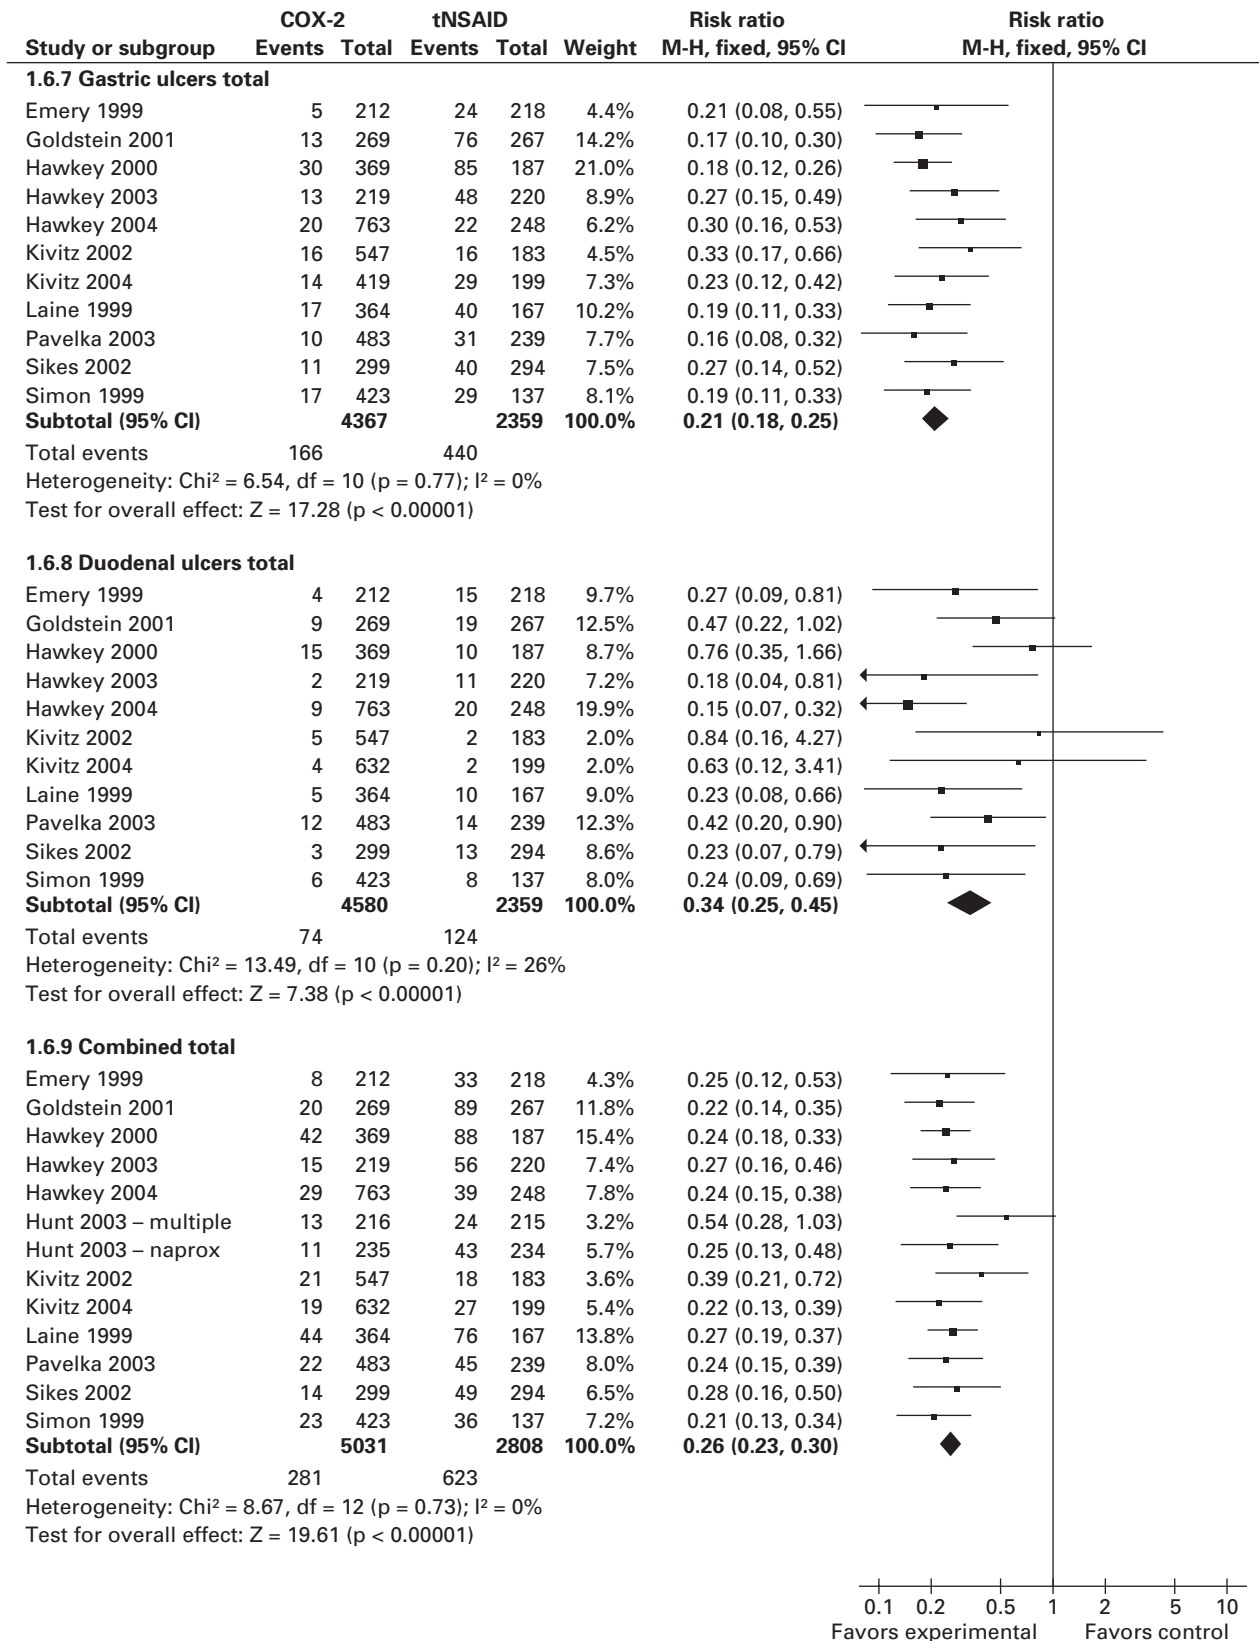 COX-2 tNSAID Risk ratio Risk ratio
Study or subgroup Events Total Events Total Weight M-H, fixed, 95% CI M-H, fixed, 95% CI
1.6.7 Gastric ulcers total
Emery 1999 5 212 24 218 4.4% 0.21 (0.08, 0.55)
Goldstein 2001 13 269 76 267 14.2% 0.17 (0.10, 0.30)
Hawkey 2000 30 369 85 187 21.0% 0.18 (0.12, 0.26)
Hawkey 2003 13 219 48 220 8.9% 0.27 (0.15, 0.49)
Hawkey 2004 20 763 22 248 6.2% 0.30 (0.16, 0.53)
Kivitz 2002 16 547 16 183 4.5% 0.33 (0.17, 0.66)
Kivitz 2004 14 419 29 199 7.3% 0.23 (0.12, 0.42)
Laine 1999 17 364 40 167 10.2% 0.19 (0.11, 0.33)
Pavelka 2003 10 483 31 239 7.7% 0.16 (0.08, 0.32)
Sikes 2002 11 299 40 294 7.5% 0.27 (0.14, 0.52)
Simon 1999 17 423 29 137 8.1% 0.19 (0.11, 0.33)
Subtotal (95% CI) 4367 2359 100.0% 0.21 (0.18, 0.25)
Total events 166 440
Heterogeneity: Chi² = 6.54, df = 10 (p = 0.77); I² = 0%
Test for overall effect: Z = 17.28 (p < 0.00001)
1.6.8 Duodenal ulcers total
Emery 1999 4 212 15 218 9.7% 0.27 (0.09, 0.81)
Goldstein 2001 9 269 19 267 12.5% 0.47 (0.22, 1.02)
Hawkey 2000 15 369 10 187 8.7% 0.76 (0.35, 1.66)
Hawkey 2003 2 219 11 220 7.2% 0.18 (0.04, 0.81)
Hawkey 2004 9 763 20 248 19.9% 0.15 (0.07, 0.32)
Kivitz 2002 5 547 2 183 2.0% 0.84 (0.16, 4.27)
Kivitz 2004 4 632 2 199 2.0% 0.63 (0.12, 3.41)
Laine 1999 5 364 10 167 9.0% 0.23 (0.08, 0.66)
Pavelka 2003 12 483 14 239 12.3% 0.42 (0.20, 0.90)
Sikes 2002 3 299 13 294 8.6% 0.23 (0.07, 0.79)
Simon 1999 6 423 8 137 8.0% 0.24 (0.09, 0.69)
Subtotal (95% CI) 4580 2359 100.0% 0.34 (0.25, 0.45)
Total events 74 124
Heterogeneity: Chi² = 13.49, df = 10 (p = 0.20); I² = 26%
Test for overall effect: Z = 7.38 (p < 0.00001)
1.6.9 Combined total
Emery 1999 8 212 33 218 4.3% 0.25 (0.12, 0.53)
Goldstein 2001 20 269 89 267 11.8% 0.22 (0.14, 0.35)
Hawkey 2000 42 369 88 187 15.4% 0.24 (0.18, 0.33)
Hawkey 2003 15 219 56 220 7.4% 0.27 (0.16, 0.46)
Hawkey 2004 29 763 39 248 7.8% 0.24 (0.15, 0.38)
Hunt 2003 – multiple 13 216 24 215 3.2% 0.54 (0.28, 1.03)
Hunt 2003 – naprox 11 235 43 234 5.7% 0.25 (0.13, 0.48)
Kivitz 2002 21 547 18 183 3.6% 0.39 (0.21, 0.72)
Kivitz 2004 19 632 27 199 5.4% 0.22 (0.13, 0.39)
Laine 1999 44 364 76 167 13.8% 0.27 (0.19, 0.37)
Pavelka 2003 22 483 45 239 8.0% 0.24 (0.15, 0.39)
Sikes 2002 14 299 49 294 6.5% 0.28 (0.16, 0.50)
Simon 1999 23 423 36 137 7.2% 0.21 (0.13, 0.34)
Subtotal (95% CI) 5031 2808 100.0% 0.26 (0.23, 0.30)
Total events 281 623
Heterogeneity: Chi² = 8.67, df = 12 (p = 0.73); I² = 0%
Test for overall effect: Z = 19.61 (p < 0.00001)
0.1 0.2 0.5 1 2 5 10
Favors experimental Favors control